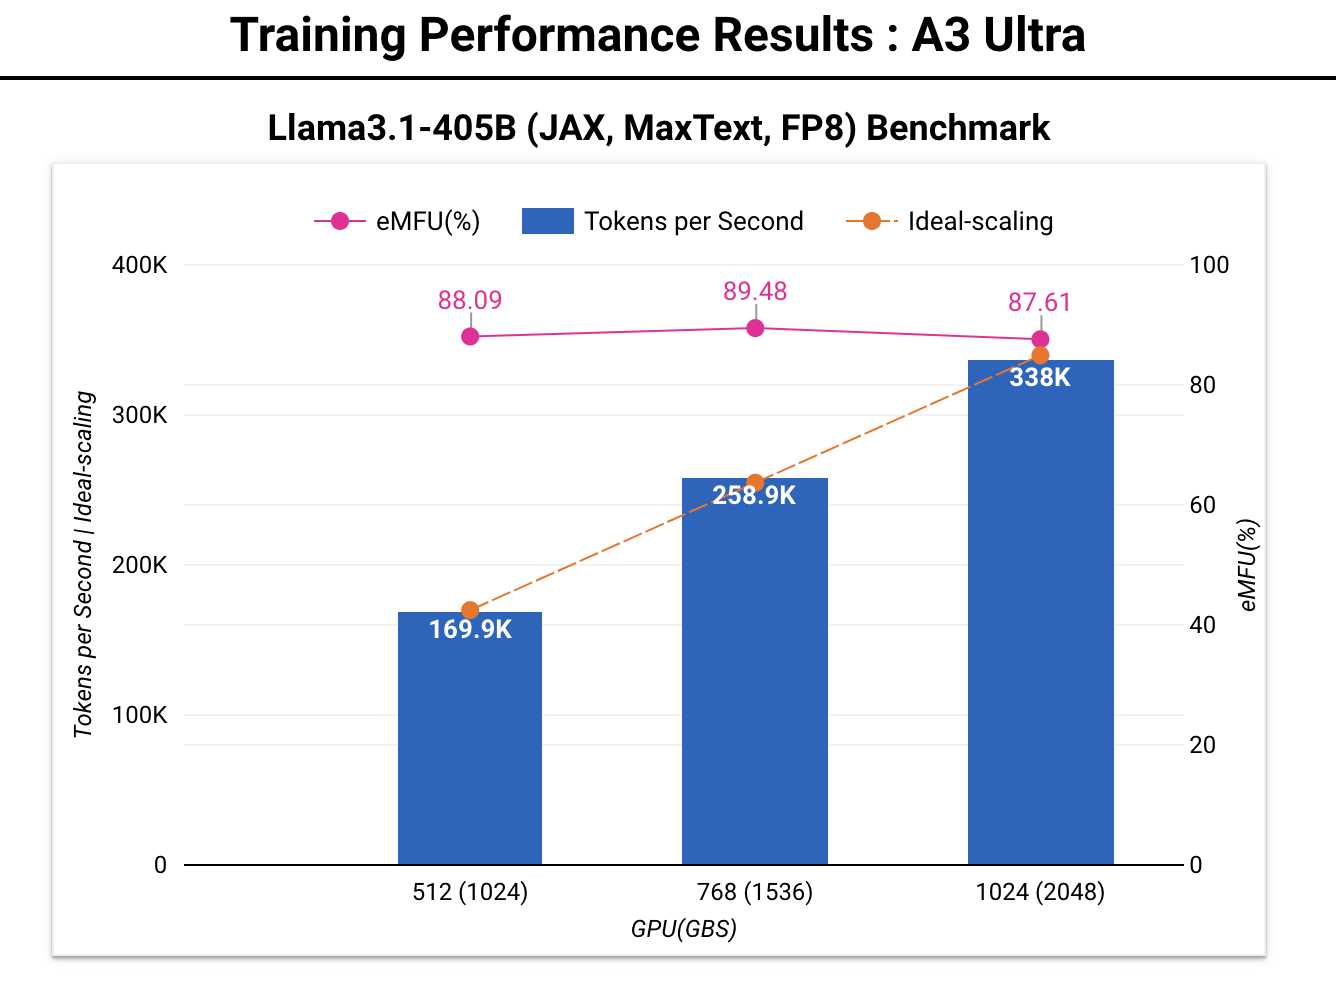 Training Performance Results : A3 Ultra
Llama3.1-405B (JAX, MaxText, FP8) Benchmark
eMFU(%) Tokens per Second Ideal-scaling
400K 100
88.09 89.48 87.61
338K
80
300K
258.9K
60
200K
169.9K
40
100K
20
0 0
Tokens per Second | Ideal-scaling
eMFU(%)
512 (1024) 768 (1536) 1024 (2048)
GPU(GBS)